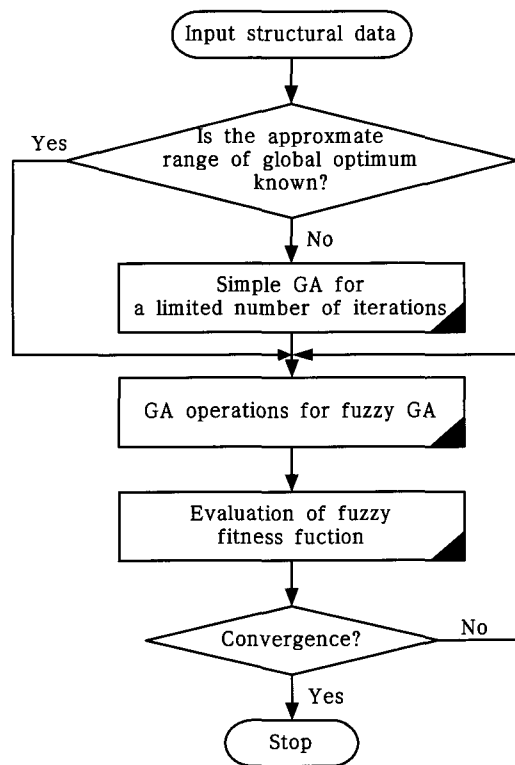 Input structural data
Yes
Is the approxmate
range of global optimum
known?
No
Simple GA for
a limited number of iterations
GA operations for fuzzy GA
Evaluation of fuzzy
fitness fuction
Convergence?
No
Yes
Stop